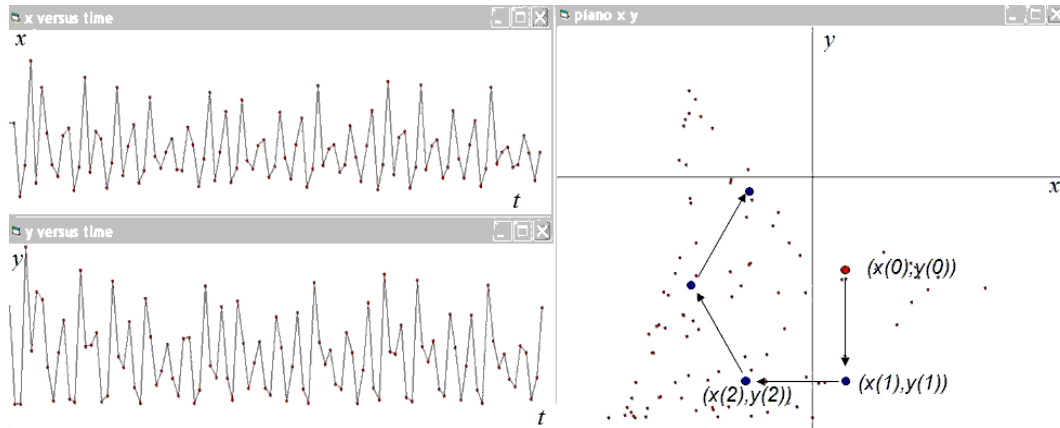 x versus time
x
t
y versus time
y
t
piano x y
y
x
(x(0),y(0))
(x(1),y(1))
(x(2),y(2))